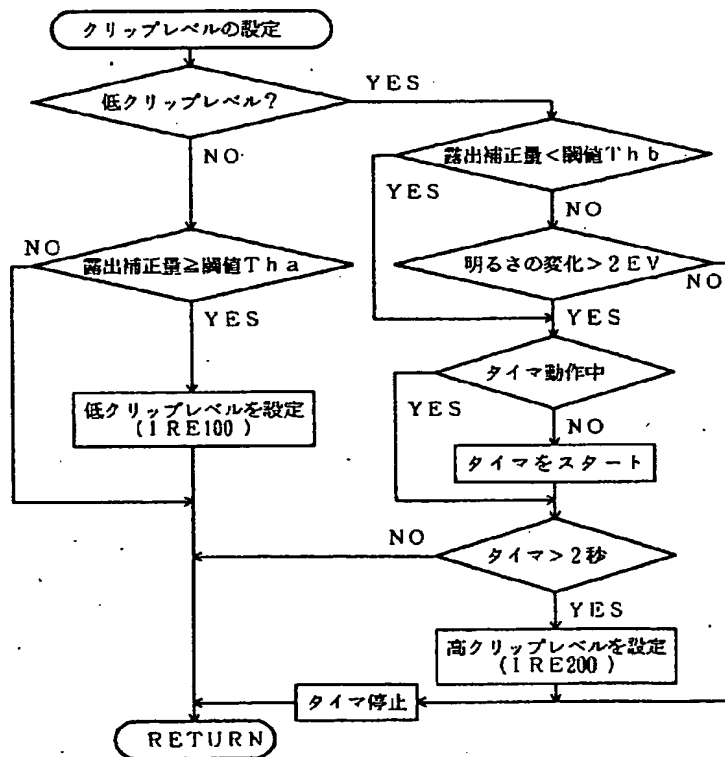 クリップレベルの設定
低クリップレベル?
YES
NO
露出補正量<閾値Thb
YES
NO
NO
露出補正量≧閾値Tha
明るさの変化>2EV
NO
YES
YES
タイマ動作中
低クリップレベルを設定
(IRE100)
YES
NO
タイマをスタート
NO
タイマ>2秒
YES
高クリップレベルを設定
(IRE200)
タイマ停止
RETURN